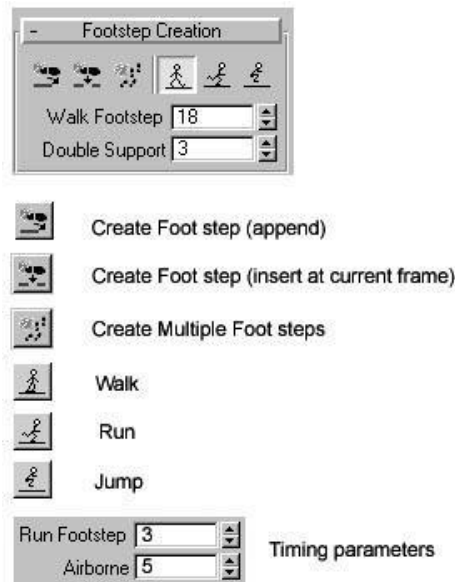 - Footstep Creation
Walk Footstep 18
Double Support 3
Create Foot step (append)
Create Foot step (insert at current frame)
Create Multiple Foot steps
Walk
Run
Jump
Run Footstep 3
Airborne 5
Timing parameters